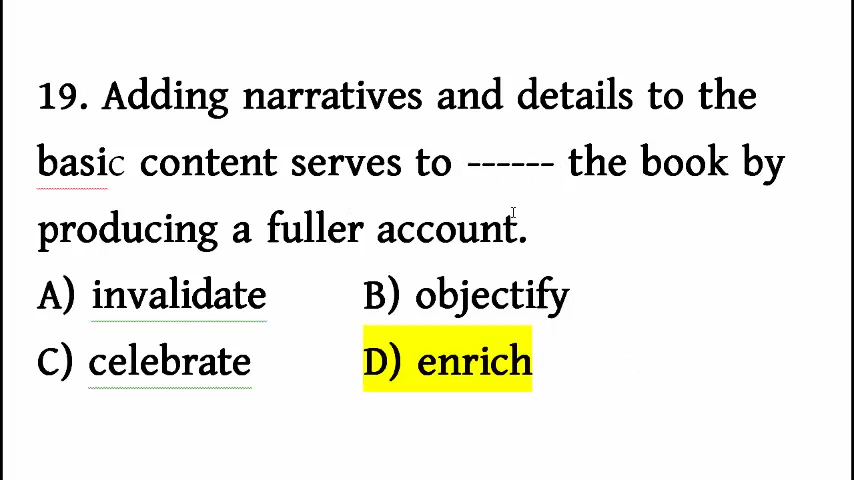 19. Adding narratives and details to the
basic content serves to ------ the book by
producing a fuller account.
A) invalidate B) objectify
C) celebrate D) enrich